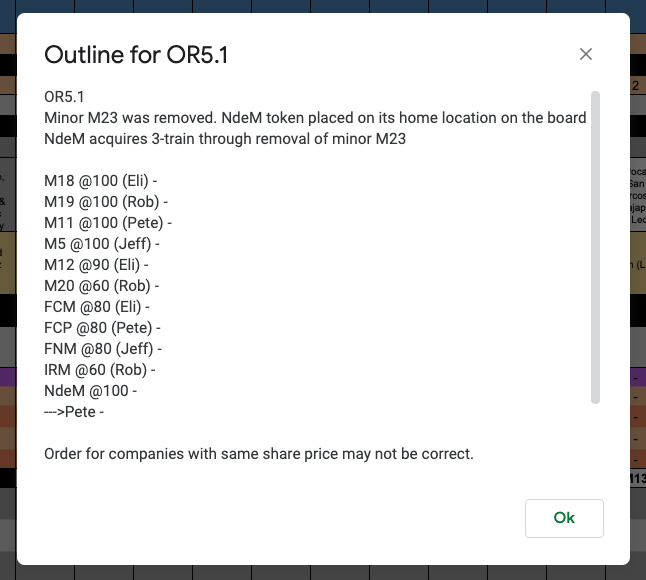 Outline for OR5.1
OR5.1
Minor M23 was removed. NdeM token placed on its home location on the board
NdeM acquires 3-train through removal of minor M23
M18 @100 (Eli) -
M19 @100 (Rob) -
M11 @100 (Pete) -
M5 @100 (Jeff) -
M12 @90 (Eli) -
M20 @60 (Rob) -
FCM @80 (Eli) -
FCP @80 (Pete) -
FNM @80 (Jeff) -
IRM @60 (Rob) -
NdeM @100 -
--->Pete -
Order for companies with same share price may not be correct.
Ok